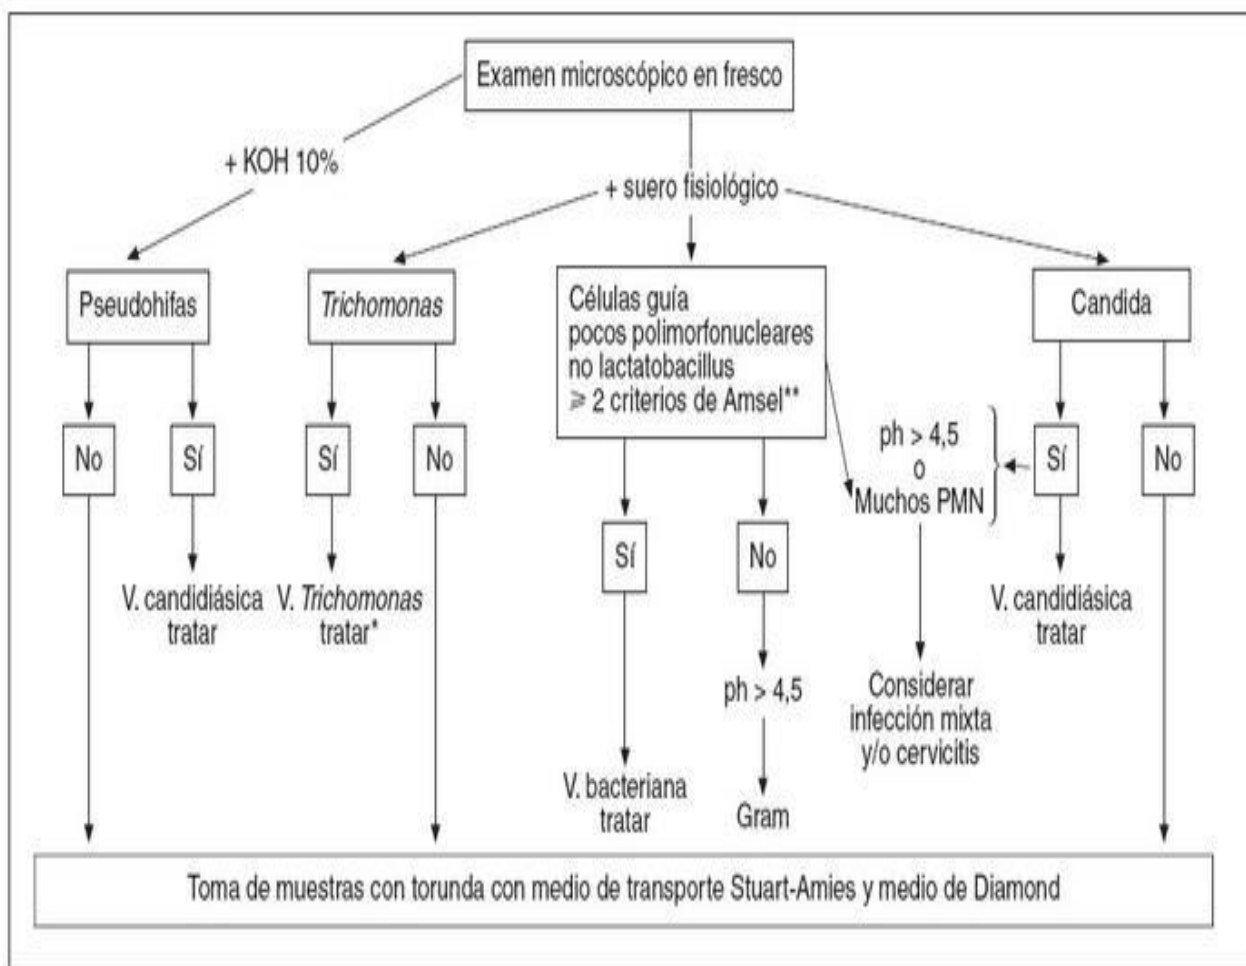 Examen microscópico en fresco
+ KOH 10%
+ suero fisiológico
Pseudohifas
Trichomonas
Células guía
pocos polimorfonucleares
no lactatobacillus
⩾ 2 criterios de Amsel**
Candida
No
Sí
Sí
No
ph > 4,5
o
Muchos PMN
Sí
No
Sí
No
V. candidiásica
tratar
V. Trichomonas
tratar*
V. candidiásica
tratar
ph > 4,5
Considerar
infección mixta
y/o cervicitis
V. bacteriana
tratar
Gram
Toma de muestras con torunda con medio de transporte Stuart-Amies y medio de Diamond